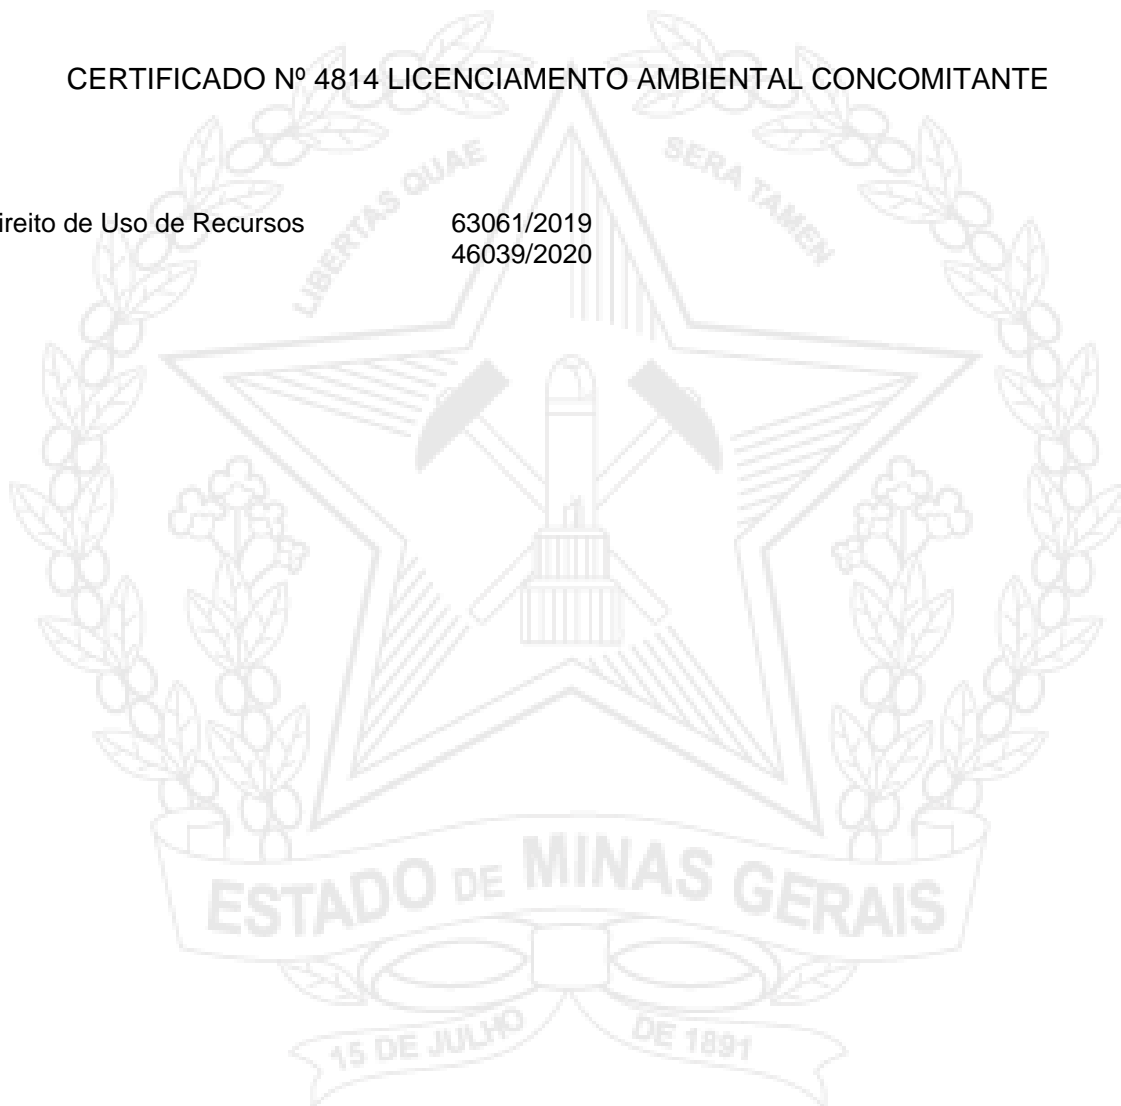 CERTIFICADO Nº 4814 LICENCIAMENTO AMBIENTAL CONCOMITANTE
LIBERTAS QUAE SERA TAMEN
ireito de Uso de Recursos 63061/2019
46039/2020
ESTADO DE MINAS GERAIS
15 DE JULHO DE 1891